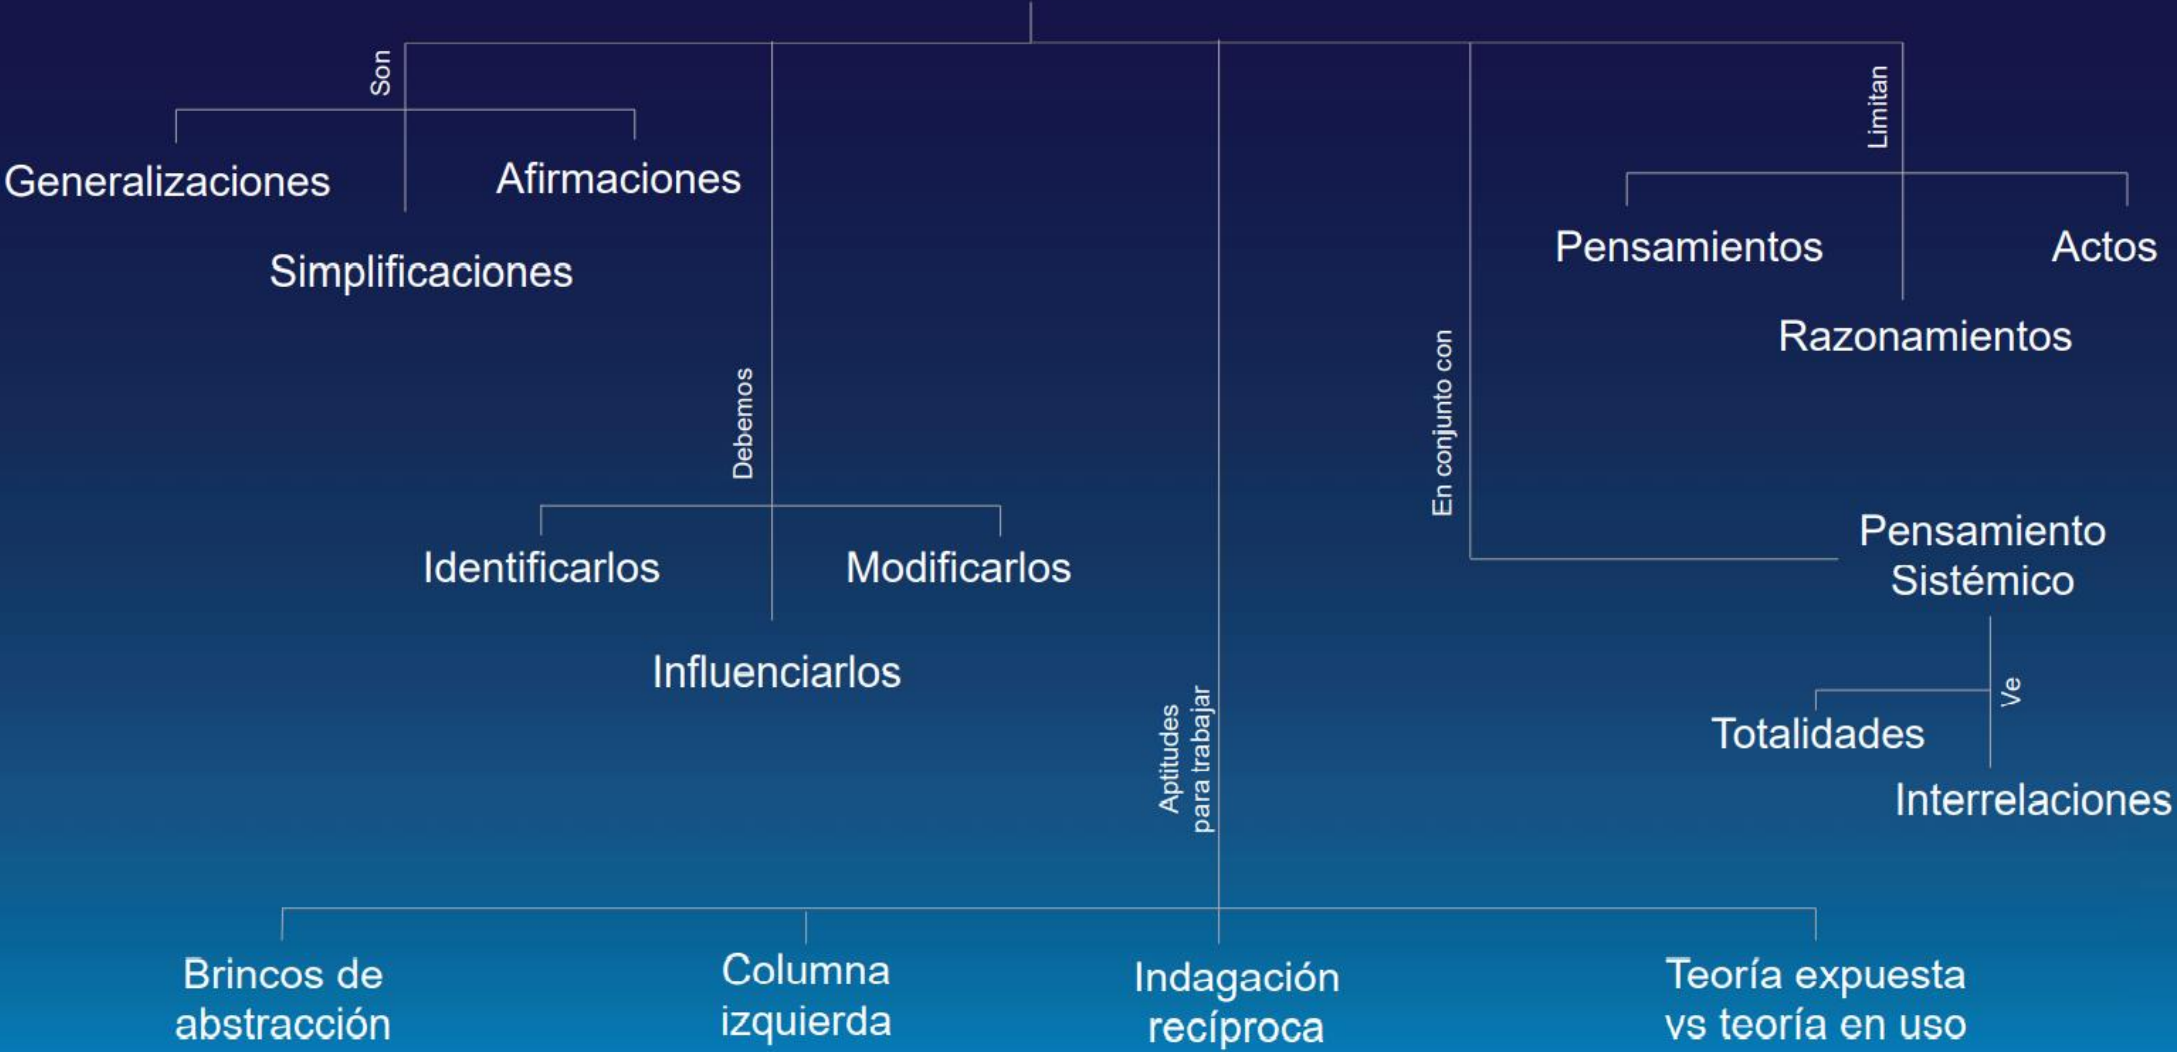 Son
Generalizaciones
Afirmaciones
Simplificaciones
Debemos
Identificarlos
Modificarlos
Influenciarlos
Aptitudes
para trabajar
Brincos de
abstracción
Columna
izquierda
Indagación
recíproca
Teoría expuesta
vs teoría en uso
En conjunto con
Pensamiento
Sistémico
Ve
Totalidades
Interrelaciones
Limitan
Pensamientos
Actos
Razonamientos